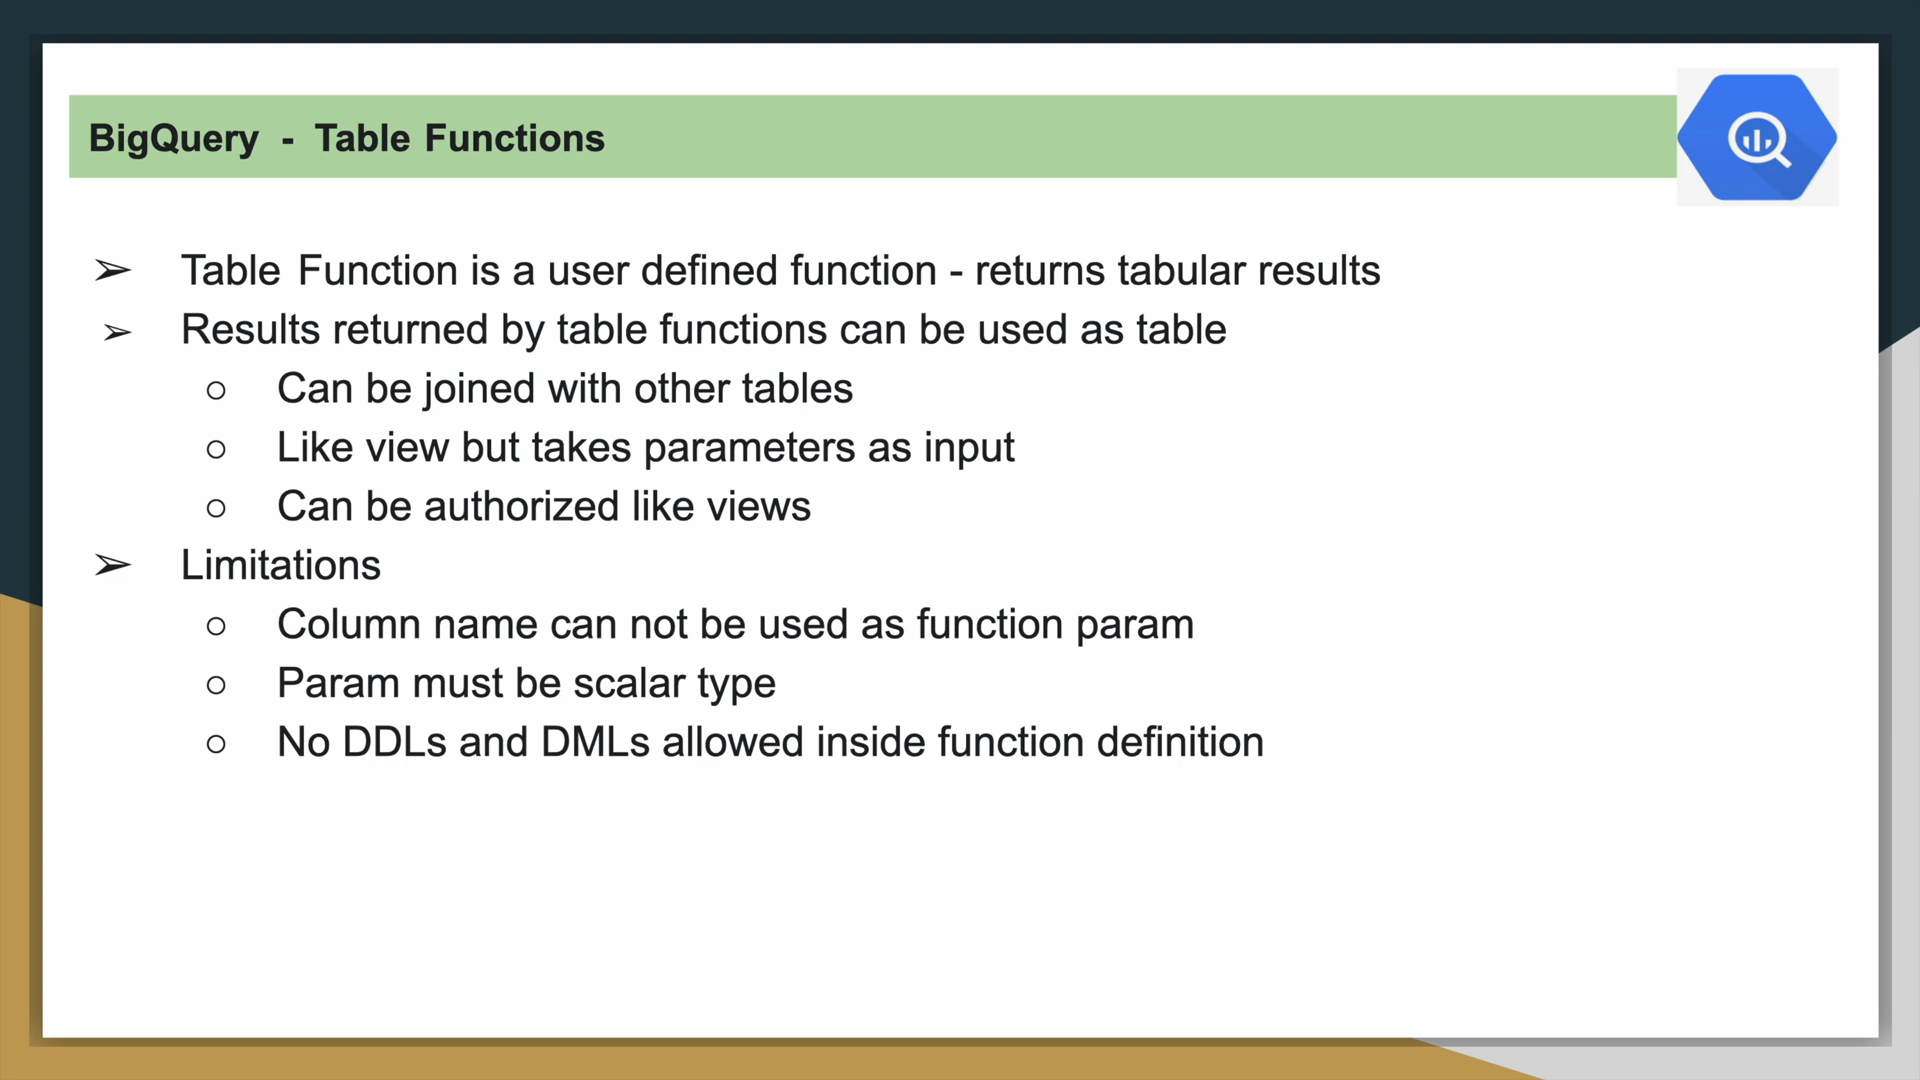 BigQuery - Table Functions
➢ Table Function is a user defined function - returns tabular results
➢ Results returned by table functions can be used as table
○ Can be joined with other tables
○ Like view but takes parameters as input
○ Can be authorized like views
➢ Limitations
○ Column name can not be used as function param
○ Param must be scalar type
○ No DDLs and DMLs allowed inside function definition